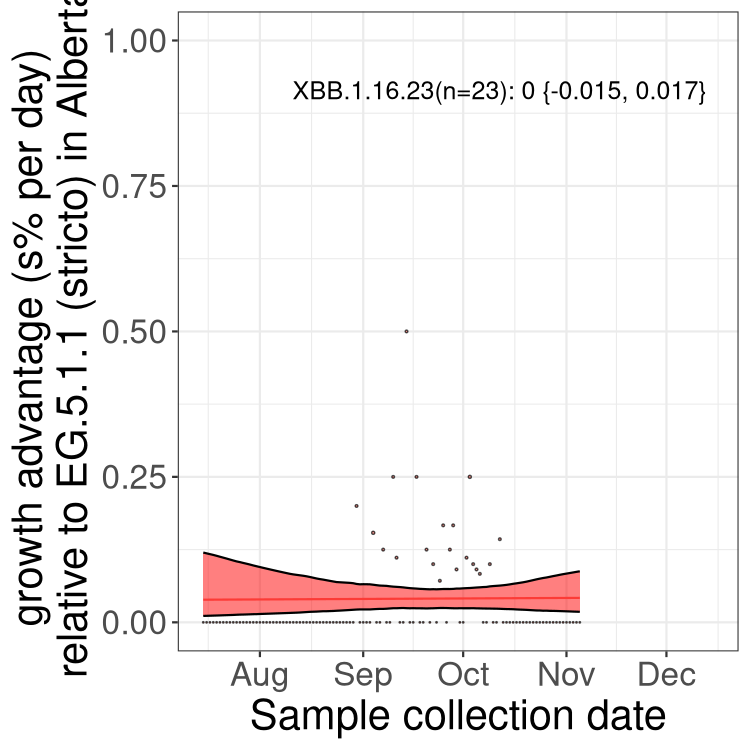 growth advantage (s% per day)
relative to EG.5.1.1 (stricto) in Alberta
1.00
0.75
0.50
0.25
0.00
XBB.1.16.23(n=23): 0 {-0.015, 0.017}
Aug Sep Oct Nov Dec
Sample collection date